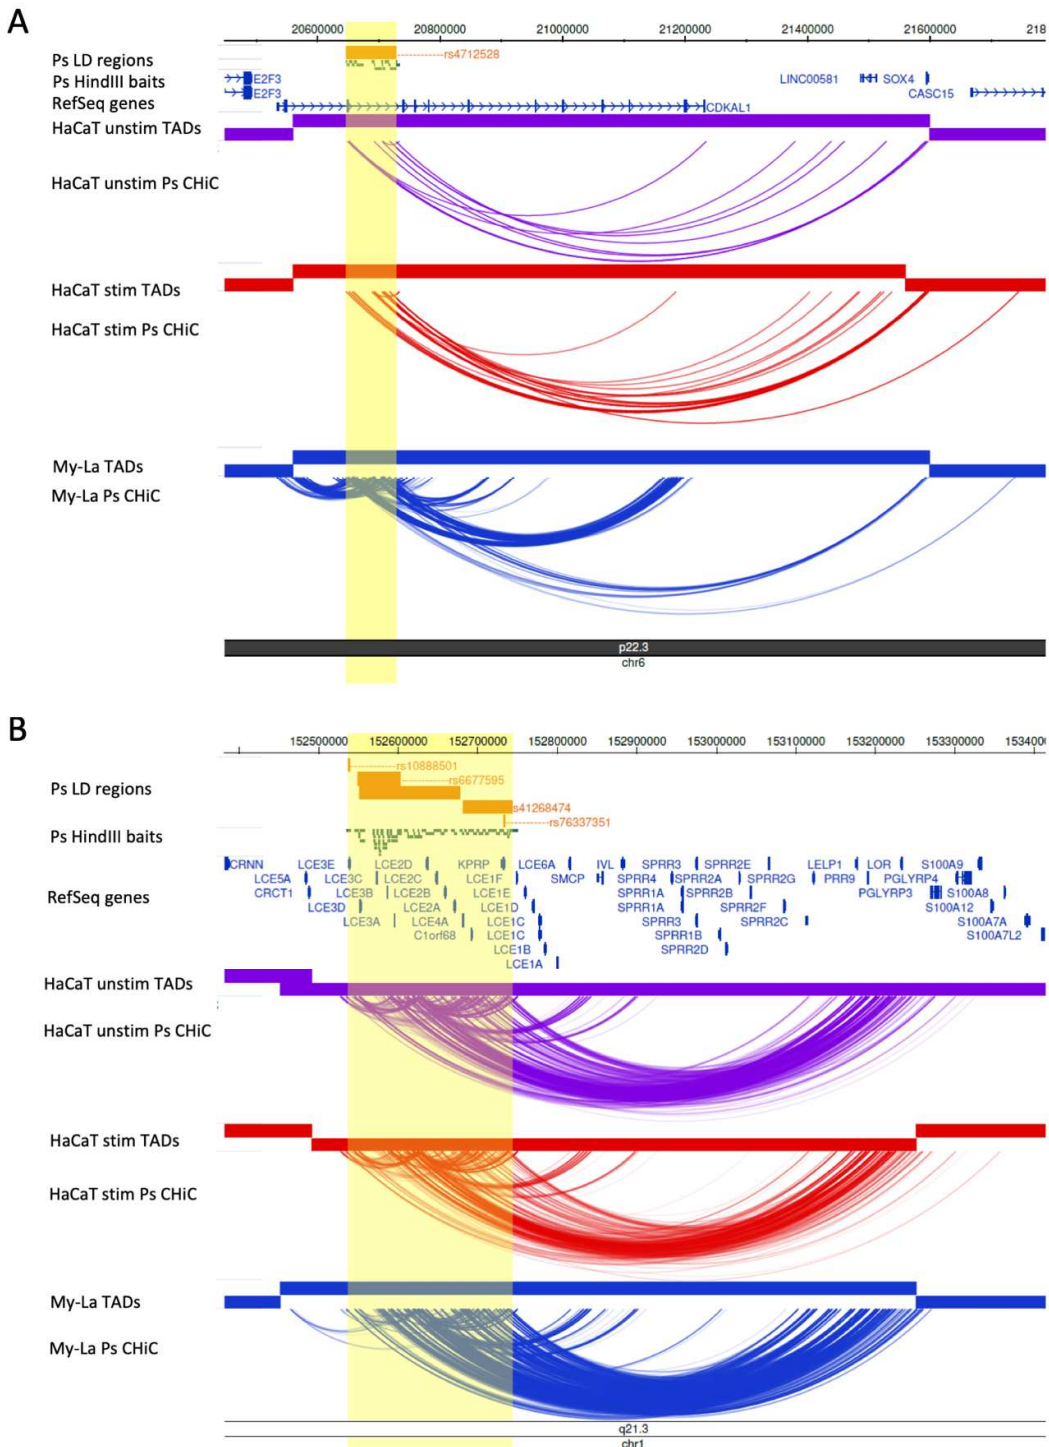 A
20600000 20800000 21000000 21200000 21400000 21600000 218
Ps LD regions
rs4712528
Ps HindIII baits
E2F3 LINC00581 SOX4
RefSeq genes
E2F3 CASC15
CDKAL1
HaCaT unstim TADs
HaCaT unstim Ps CHiC
HaCaT stim TADs
HaCaT stim Ps CHiC
My-La TADs
My-La Ps CHiC
p22.3
chr6
B
152500000 152600000 152700000 152800000 152900000 153000000 153100000 153200000 153300000 153400
rs10888501
Ps LD regions
rs6677595
s41268474
rs76337351
Ps HindIII baits
CRNN LCE3E LCE2D KPRP LCE6A IVL SPRR3 SPRR2E LELP1 LOR S100A9
LCE5A LCE3C LCE2C LCE1F SMCP SPRR4 SPRR2A SPRR2G PRR9 PGLYRP4
RefSeq genes
CRCT1 LCE3B LCE2B LCE1E SPRR1A SPRR2B PGLYRP3 S100A8
LCE3D LCE2A LCE1D SPRR1A SPRR2F S100A12
LCE3A LCE4A LCE1C SPRR3 SPRR2C S100A7A
C1orf68 LCE1C SPRR1B S100A7L2
LCE1B SPRR2D
LCE1A
HaCaT unstim TADs
HaCaT unstim Ps CHiC
HaCaT stim TADs
HaCaT stim Ps CHiC
My-La TADs
My-La Ps CHiC
q21.3
chr1